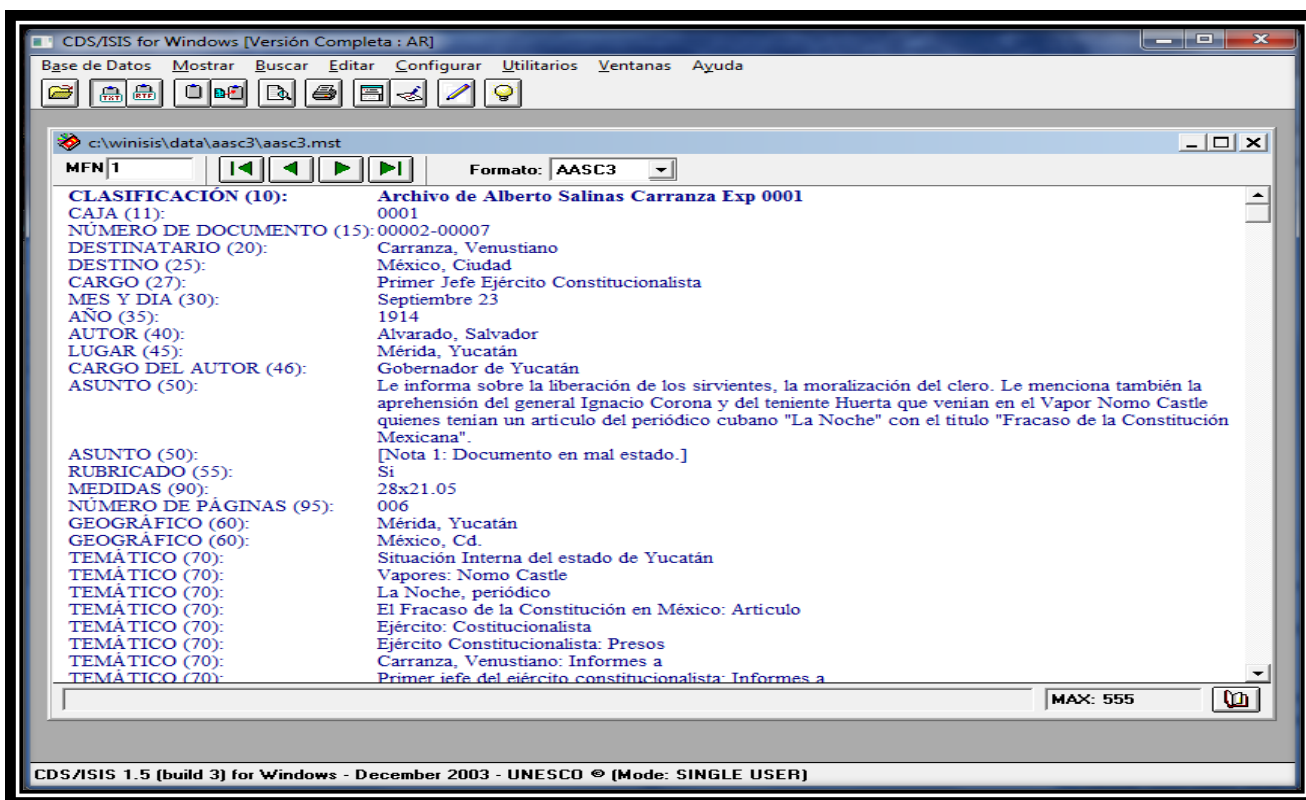 CDS/ISIS for Windows [Versión Completa : AR]
Base de Datos Mostrar Buscar Editar Configurar Utilitarios Ventanas Ayuda
TXT RTF
c:\winisis\data\aasc3\aasc3.mst
MFN 1 Formato: AASC3
CLASIFICACIÓN (10): Archivo de Alberto Salinas Carranza Exp 0001
CAJA (11): 0001
NÚMERO DE DOCUMENTO (15): 00002-00007
DESTINATARIO (20): Carranza, Venustiano
DESTINO (25): México, Ciudad
CARGO (27): Primer Jefe Ejército Constitucionalista
MES Y DIA (30): Septiembre 23
AÑO (35): 1914
AUTOR (40): Alvarado, Salvador
LUGAR (45): Mérida, Yucatán
CARGO DEL AUTOR (46): Gobernador de Yucatán
ASUNTO (50): Le informa sobre la liberación de los sirvientes, la moralización del clero. Le menciona también la
aprehensión del general Ignacio Corona y del teniente Huerta que venian en el Vapor Nomo Castle
quienes tenian un articulo del periódico cubano "La Noche" con el titulo "Fracaso de la Constitución
Mexicana".
ASUNTO (50): [Nota 1: Documento en mal estado.]
RUBRICADO (55): Si
MEDIDAS (90): 28x21.05
NÚMERO DE PÁGINAS (95): 006
GEOGRÁFICO (60): Mérida, Yucatán
GEOGRÁFICO (60): México, Cd.
TEMÁTICO (70): Situación Interna del estado de Yucatán
TEMÁTICO (70): Vapores: Nomo Castle
TEMÁTICO (70): La Noche, periódico
TEMÁTICO (70): El Fracaso de la Constitución en México: Articulo
TEMÁTICO (70): Ejército: Costitucionalista
TEMÁTICO (70): Ejército Constitucionalista: Presos
TEMÁTICO (70): Carranza, Venustiano: Informes a
TEMÁTICO (70): Primer jefe del ejército constitucionalista: Informes a
MAX: 555
CDS/ISIS 1.5 (build 3) for Windows - December 2003 - UNESCO © (Mode: SINGLE USER)